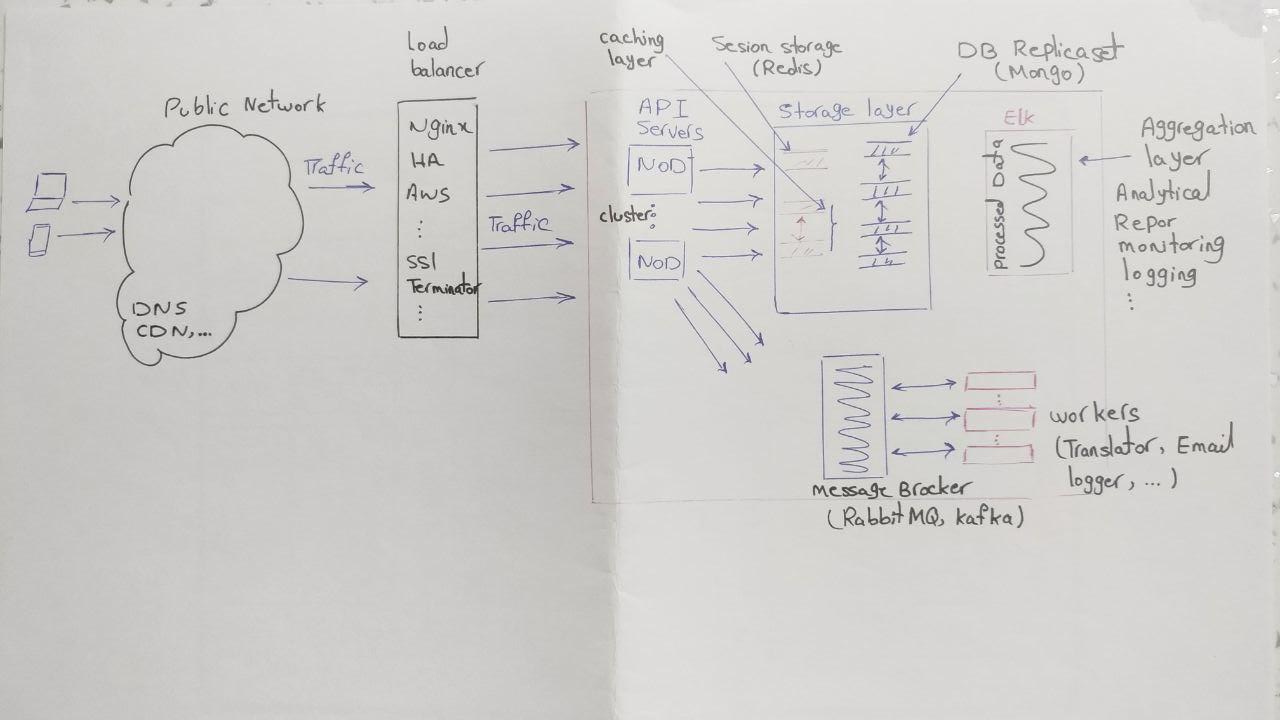 Public Network
DNS
CDN,...
Traffic
Load
balancer
Nginx
HA
AWS
SSl
Terminator
Traffic
caching
layer
Sesion storage
(Redis)
DB Replicaset
(Mongo)
API
Servers
NoD
cluster:
NoD
Storage layer
Elk
Processed Data
Aggregation
layer
Analytical
Repor
monitoring
logging
Message Brocker
(Rabbit MQ, kafka)
workers
(Translator, Email
logger, ...)